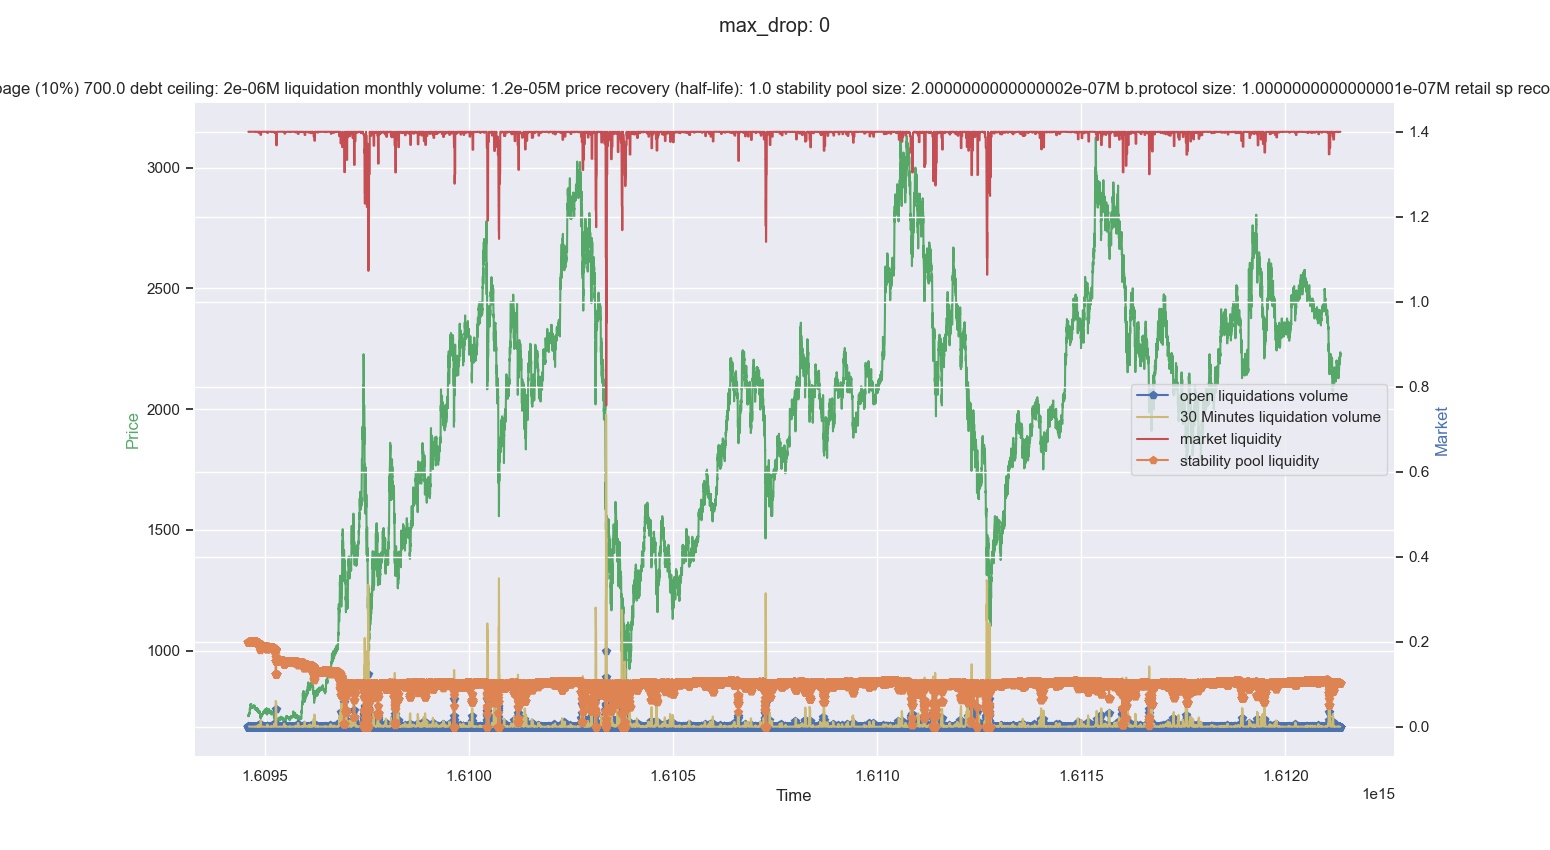 max_drop: 0
page (10%) 700.0 debt ceiling: 2e-06M liquidation monthly volume: 1.2e-05M price recovery (half-life): 1.0 stability pool size: 2.0000000000000002e-07M b.protocol size: 1.0000000000000001e-07M retail sp reco
3000
2500
2000
1500
1000
Price
1.4
1.2
1.0
0.8
0.6
0.4
0.2
0.0
Market
open liquidations volume
30 Minutes liquidation volume
market liquidity
stability pool liquidity
1.6095 1.6100 1.6105 1.6110 1.6115 1.6120
Time
1e15